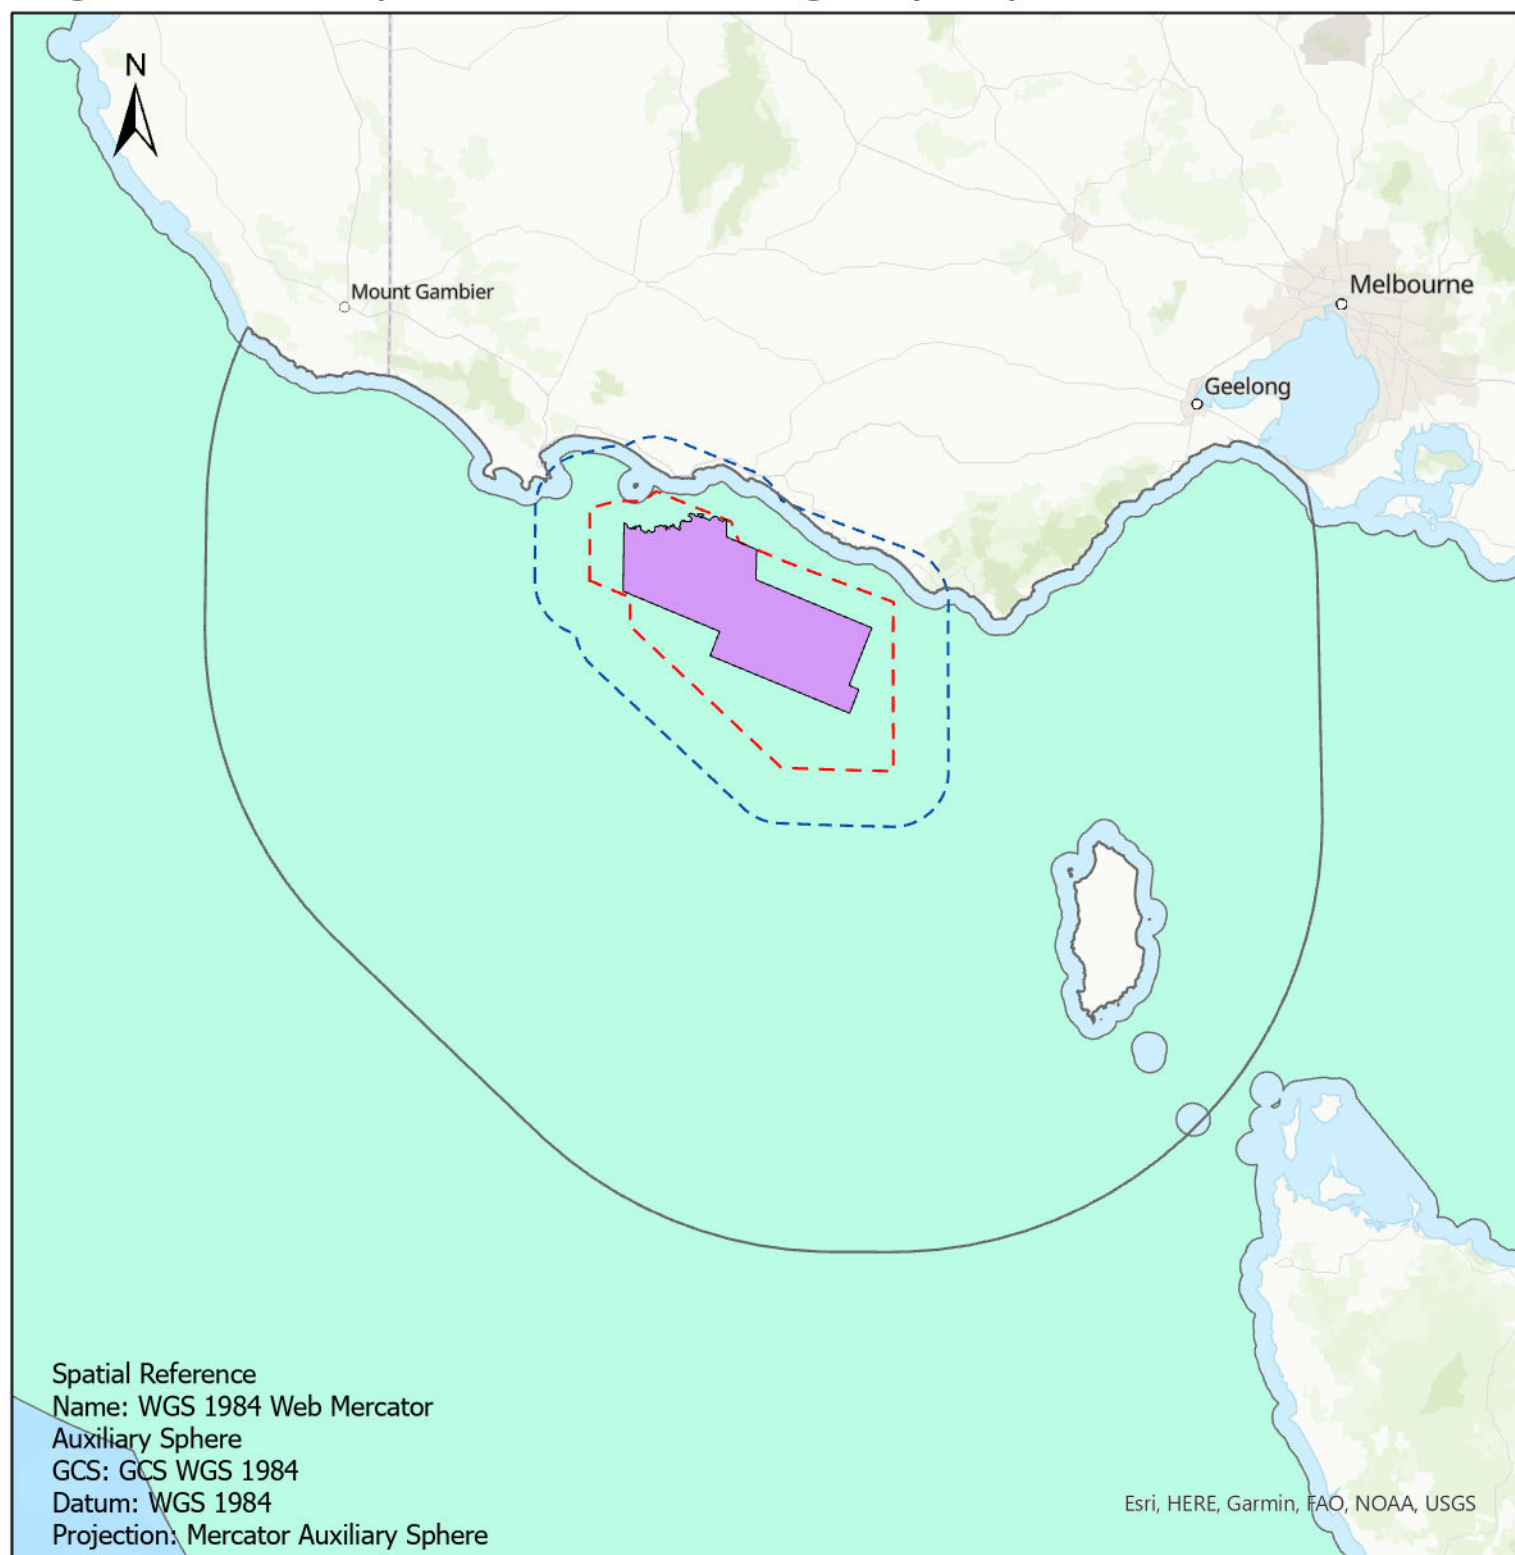 N
Mount Gambier
Melbourne
Geelong
Spatial Reference
Name: WGS 1984 Web Mercator
Auxiliary Sphere
GCS: GCS WGS 1984
Datum: WGS 1984
Projection: Mercator Auxiliary Sphere
Esri, HERE, Garmin, FAO, NOAA, USGS